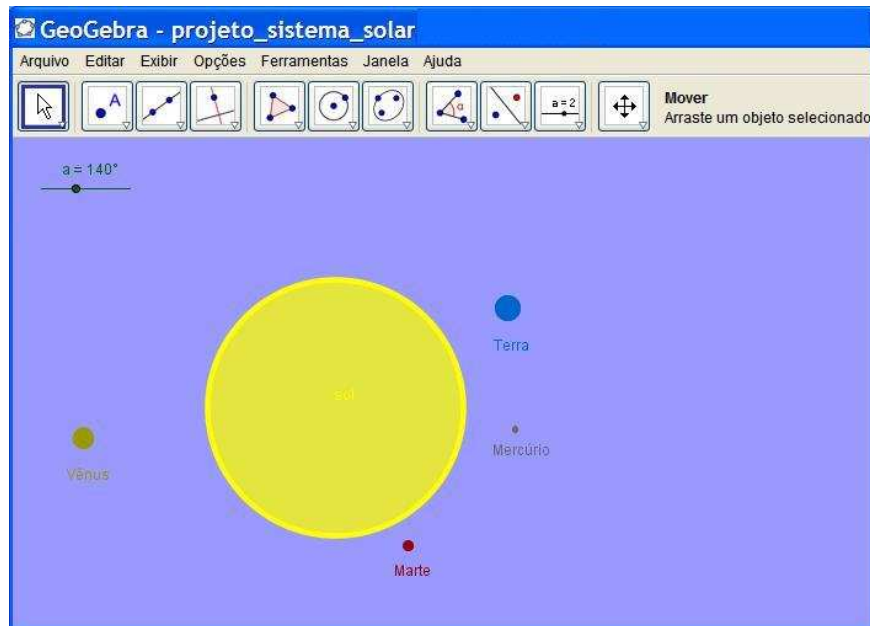 GeoGebra - projeto_sistema_solar
Arquivo Editar Exibir Opções Ferramentas Janela Ajuda
A
α
a = 2
Mover
Arraste um objeto selecionado
a = 140°
Terra
sol
Mercúrio
Vênus
Marte